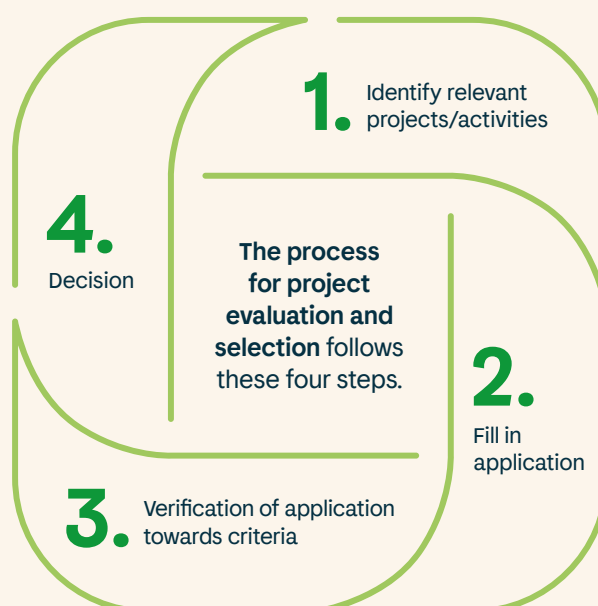 1. Identify relevant
projects/activities
4.
Decision
The process
for project
evaluation and
selection follows
these four steps.
2.
Fill in
application
3. Verification of application
towards criteria